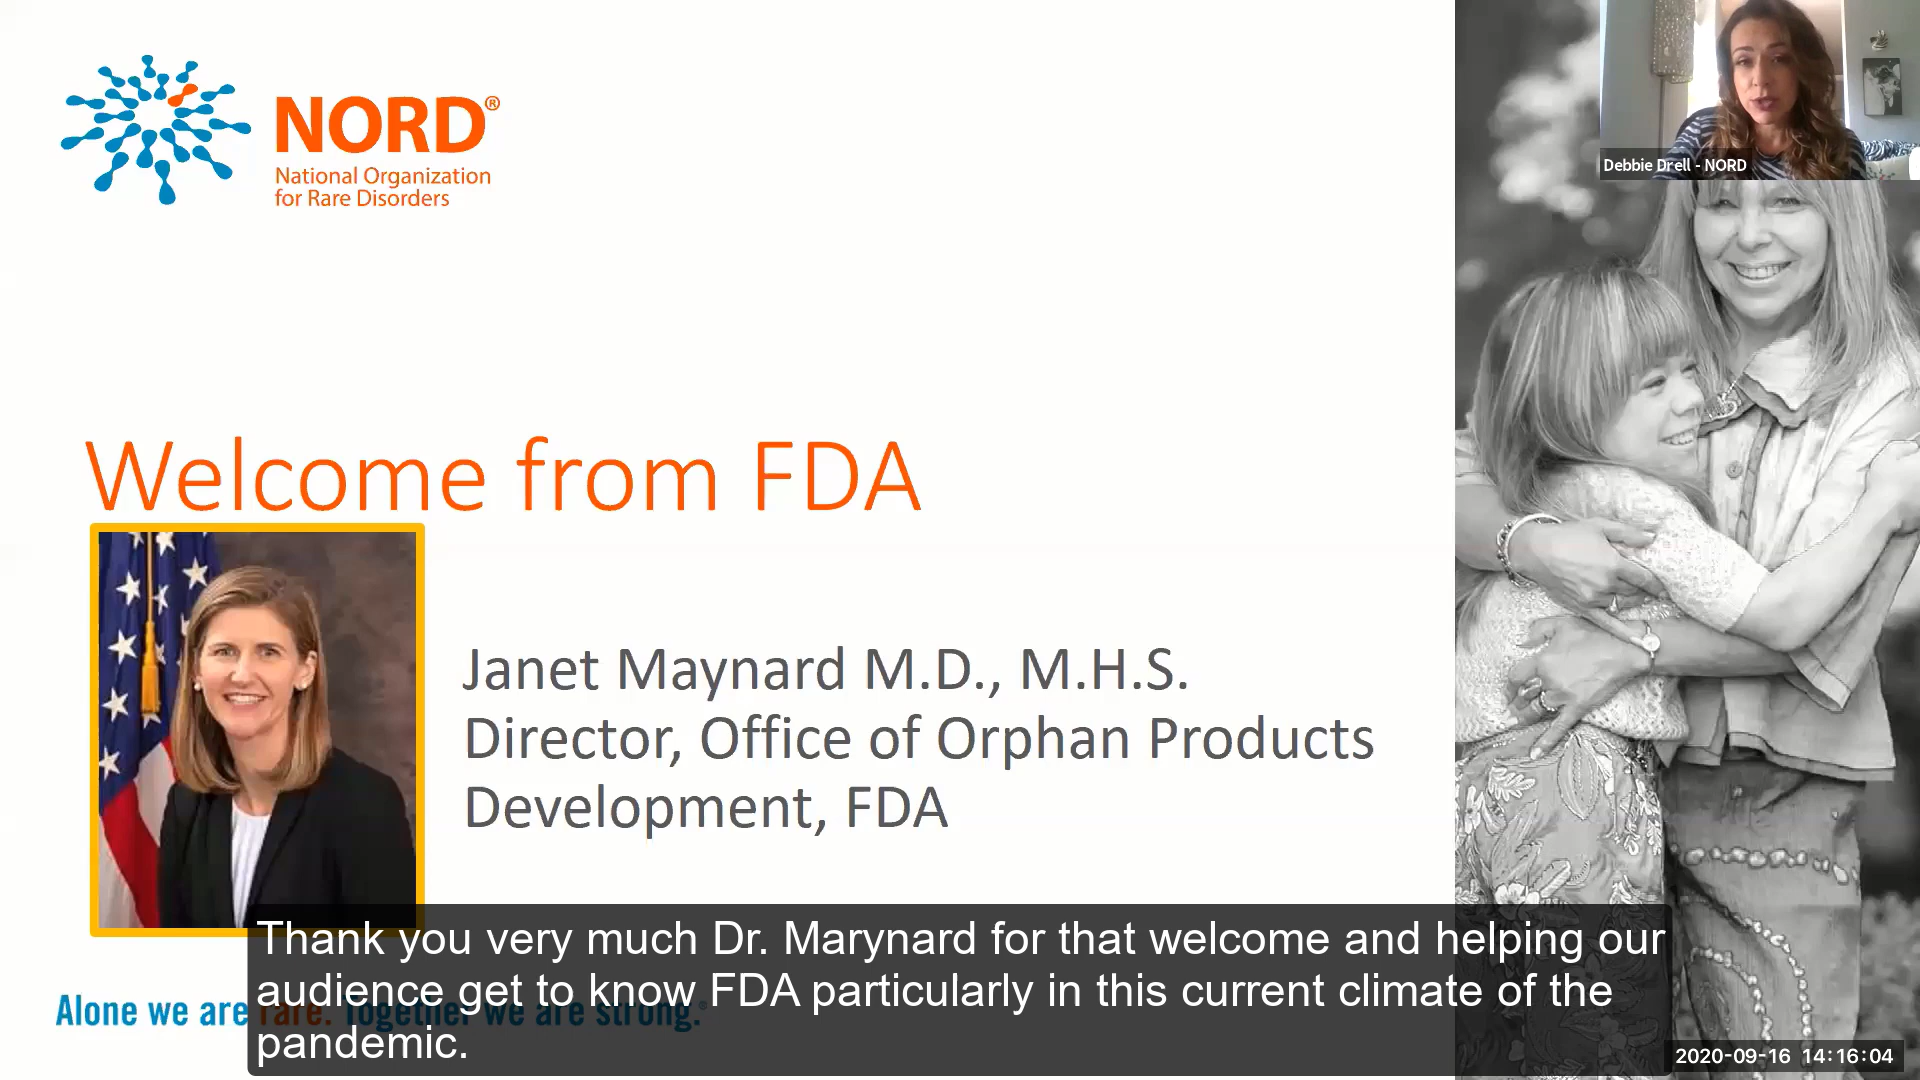 NORD®
National Organization
for Rare Disorders
Debbie Drell - NORD
Welcome from FDA
Janet Maynard M.D., M.H.S.
Director, Office of Orphan Products
Development, FDA
Alone we are rare. Together we are strong.®
Thank you very much Dr. Marynard for that welcome and helping our
audience get to know FDA particularly in this current climate of the
pandemic.
2020-09-16 14:16:04